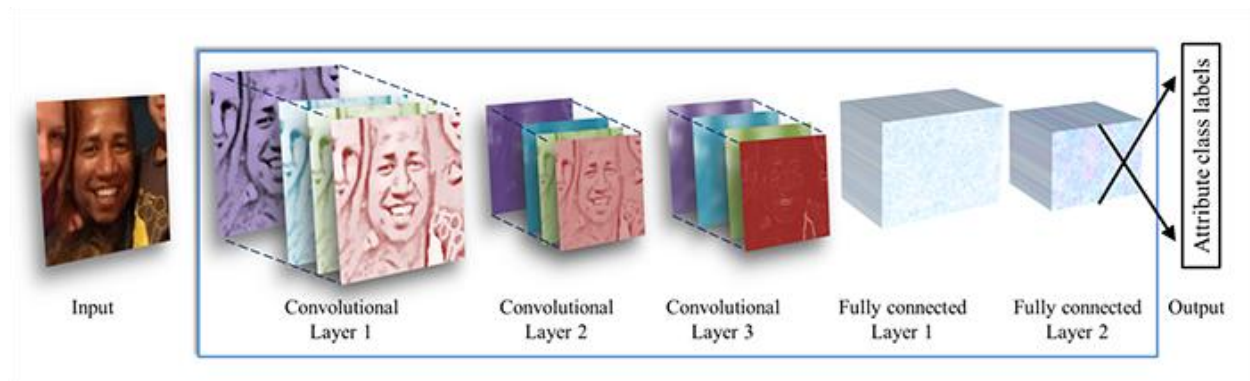 Input
Convolutional
Layer 1
Convolutional
Layer 2
Convolutional
Layer 3
Fully connected
Layer 1
Fully connected
Layer 2
Output
Attribute class labels